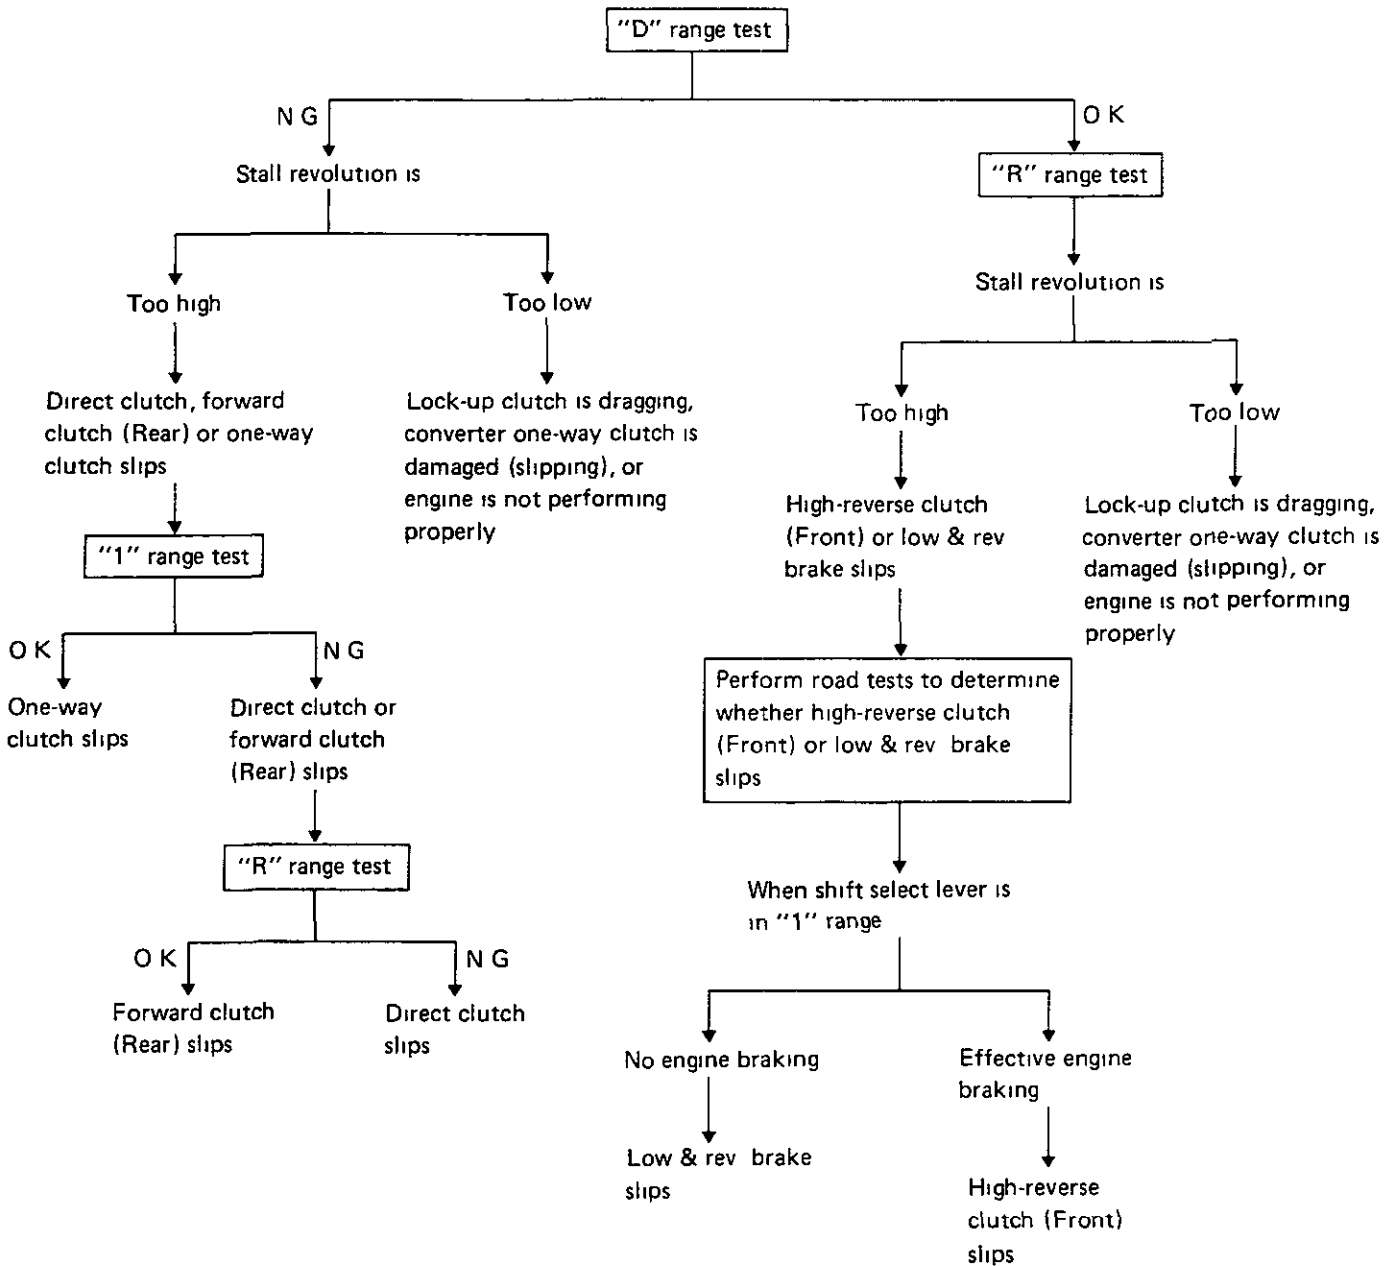 "D" range test
N G
O K
Stall revolution is
"R" range test
Stall revolution is
Too high
Too low
Direct clutch, forward
clutch (Rear) or one-way
clutch slips
Lock-up clutch is dragging,
converter one-way clutch is
damaged (slipping), or
engine is not performing
properly
Too high
Too low
High-reverse clutch
(Front) or low & rev
brake slips
Lock-up clutch is dragging,
converter one-way clutch is
damaged (slipping), or
engine is not performing
properly
"1" range test
O K
N G
One-way
clutch slips
Direct clutch or
forward clutch
(Rear) slips
Perform road tests to determine
whether high-reverse clutch
(Front) or low & rev brake
slips
"R" range test
O K
N G
Forward clutch
(Rear) slips
Direct clutch
slips
When shift select lever is
in "1" range
No engine braking
Effective engine
braking
Low & rev brake
slips
High-reverse
clutch (Front)
slips